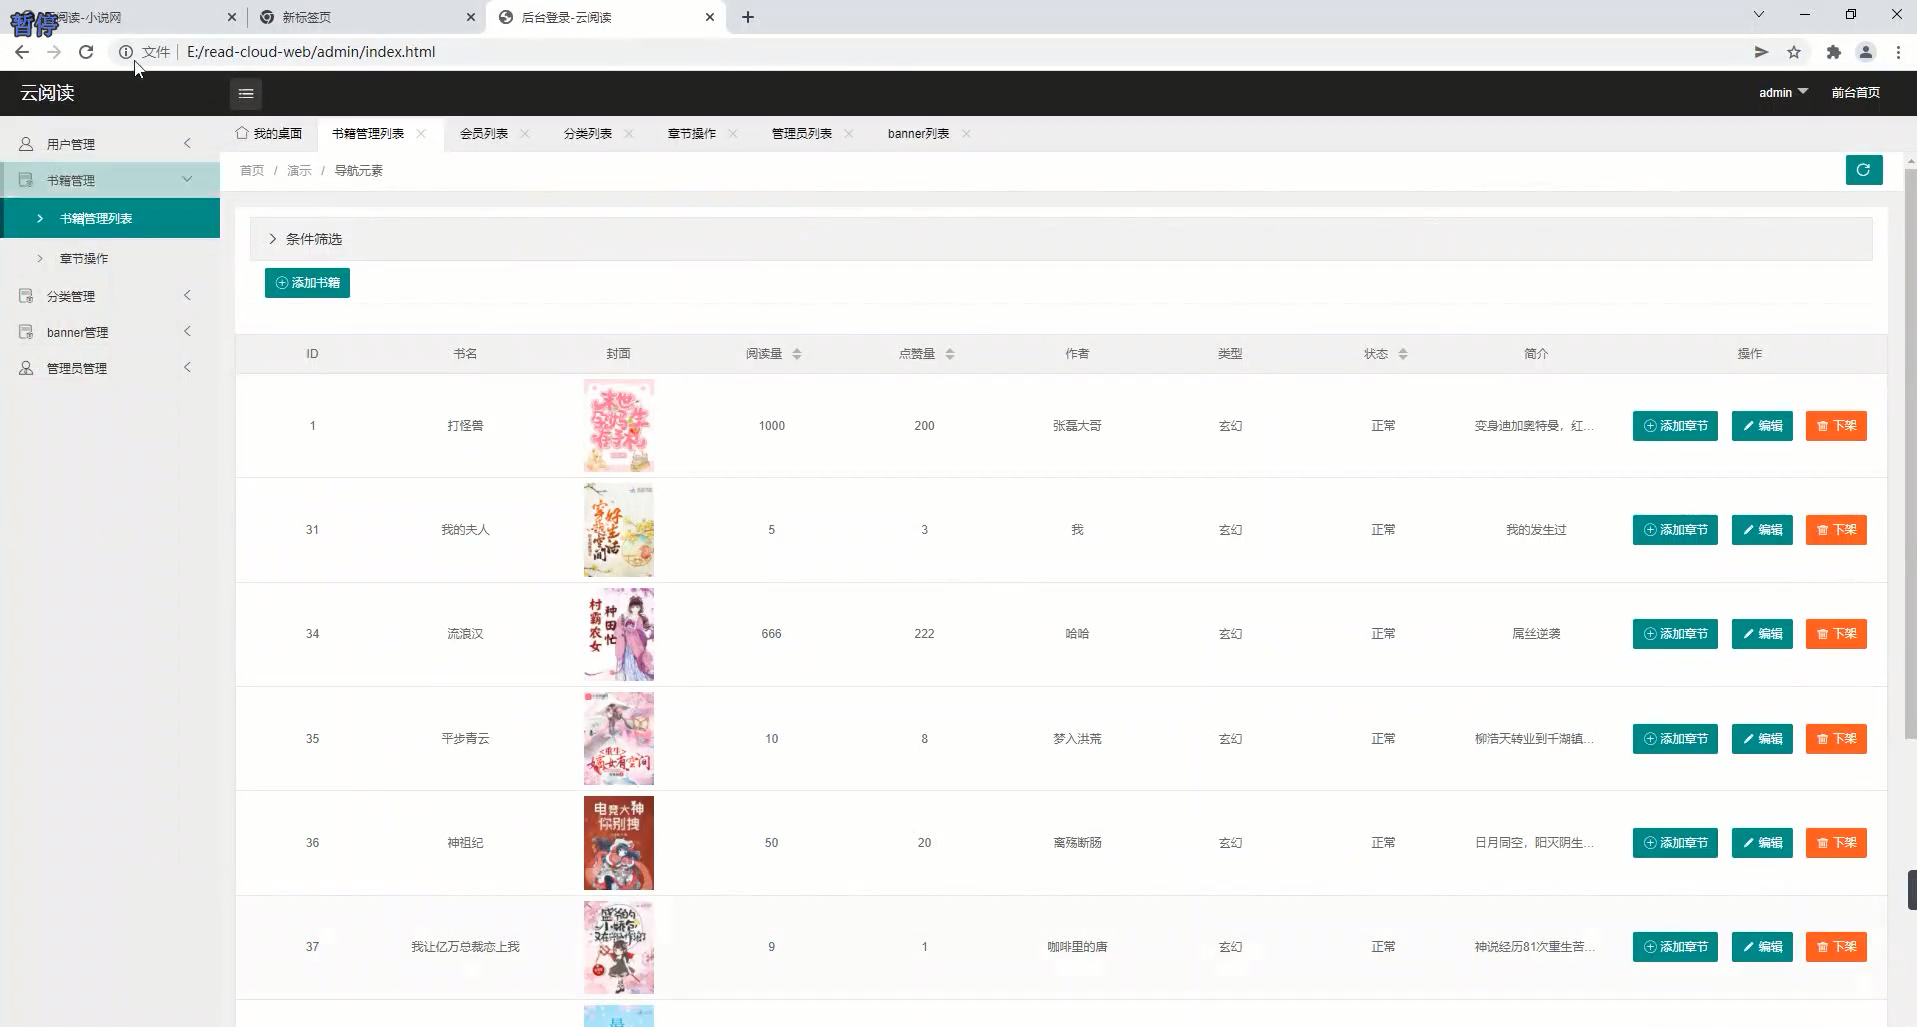 暂停
阅读-小说网
新标签页
后台登录-云阅读
文件
E:/read-cloud-web/admin/index.html
云阅读
admin
前台首页
用户管理
书籍管理
书籍管理列表
章节操作
分类管理
banner管理
管理员管理
我的桌面
书籍管理列表
会员列表
分类列表
章节操作
管理员列表
banner列表
首页 / 演示 / 导航元素
条件筛选
添加书籍
ID 书名 封面 阅读量 点赞量 作者 类型 状态 简介 操作
1 打怪兽 1000 200 张磊大哥 玄幻 正常 变身迪加奥特曼，红... 添加章节 编辑 下架
31 我的夫人 5 3 我 玄幻 正常 我的发生过 添加章节 编辑 下架
穿越空间
好生活
34 流浪汉 666 222 哈哈 玄幻 正常 屌丝逆袭 添加章节 编辑 下架
村霸农女
种田忙
35 平步青云 10 8 梦入洪荒 玄幻 正常 柳浩天转业到千湖镇... 添加章节 编辑 下架
重生
嫡女有空间
36 神祖纪 50 20 离殇断肠 玄幻 正常 日月同空，阳灭阴生... 添加章节 编辑 下架
电竞大神
你别拽
37 我让亿万总裁恋上我 9 1 咖啡里的唐 玄幻 正常 神说经历81次重生苦... 添加章节 编辑 下架